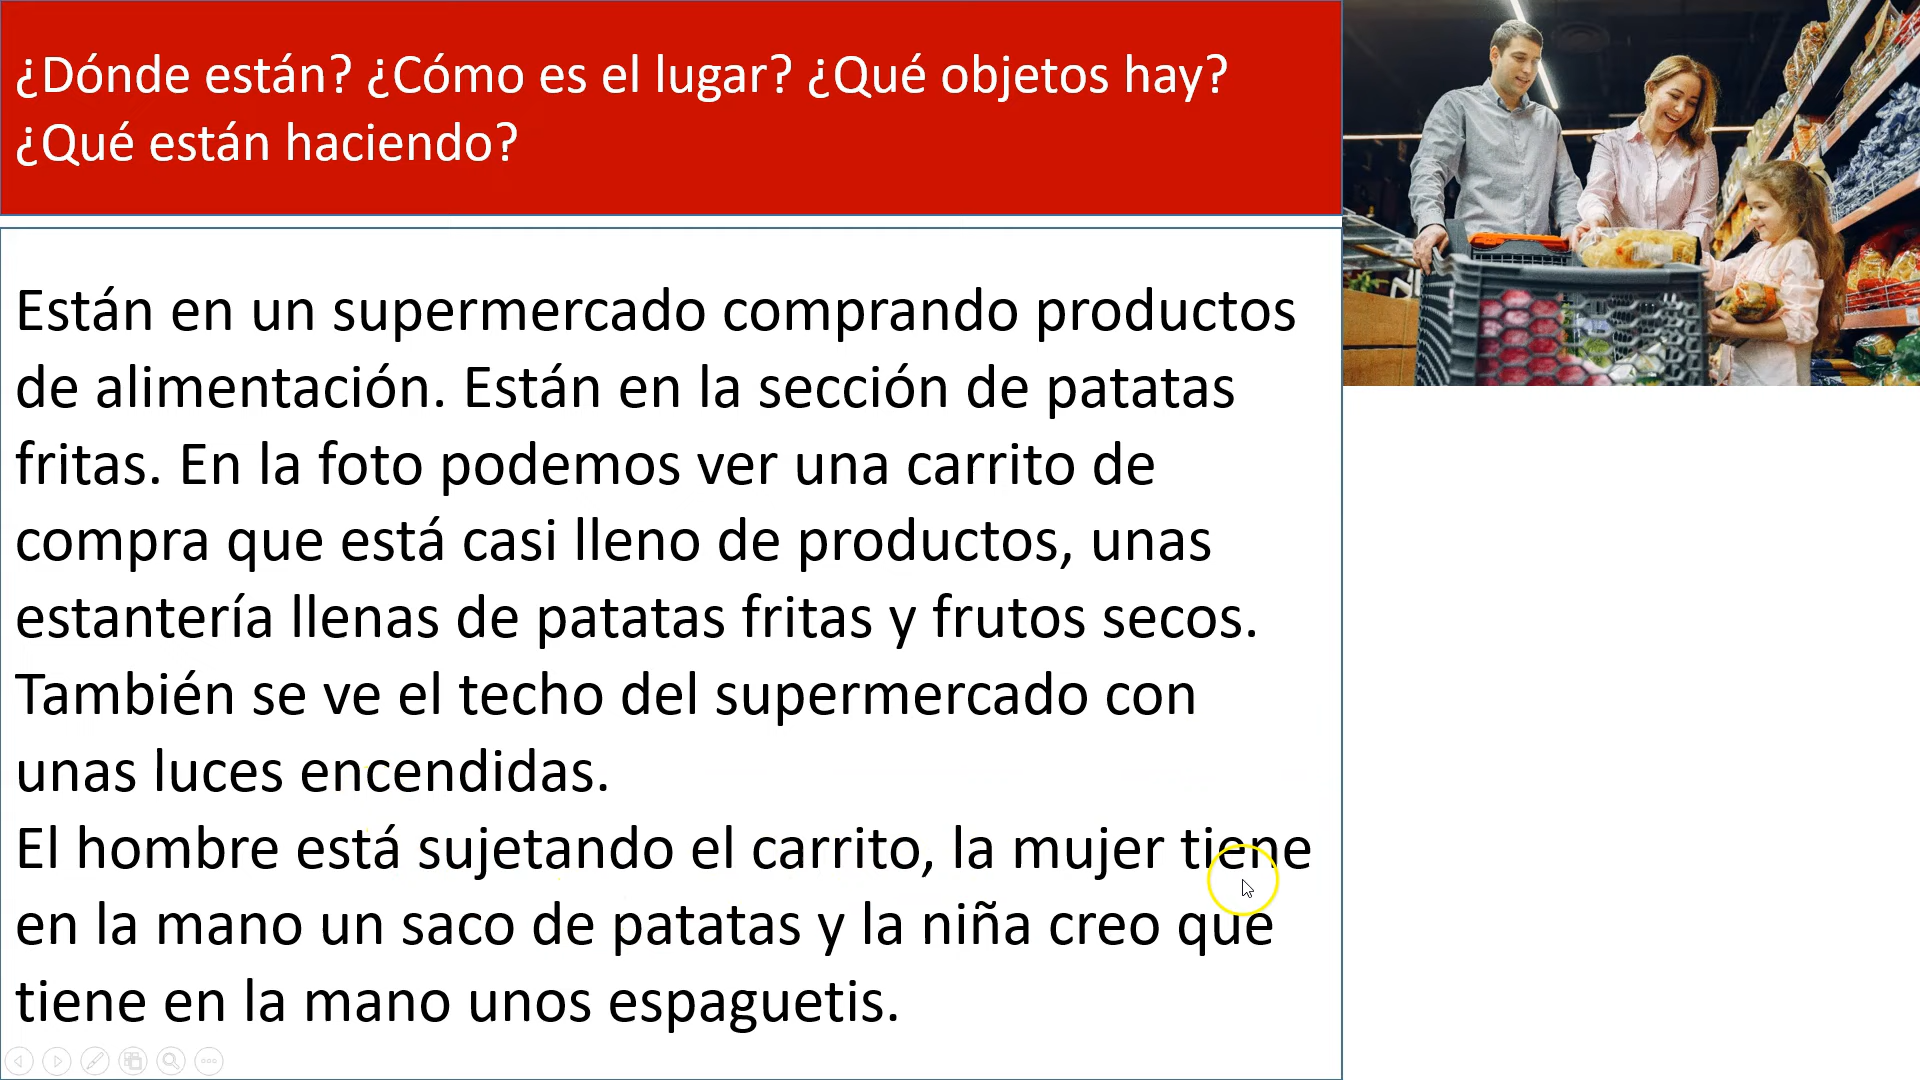 ¿Dónde están? ¿Cómo es el lugar? ¿Qué objetos hay?
¿Qué están haciendo?
Están en un supermercado comprando productos
de alimentación. Están en la sección de patatas
fritas. En la foto podemos ver una carrito de
compra que está casi lleno de productos, unas
estantería llenas de patatas fritas y frutos secos.
También se ve el techo del supermercado con
unas luces encendidas.
El hombre está sujetando el carrito, la mujer tiene
en la mano un saco de patatas y la niña creo que
tiene en la mano unos espaguetis.